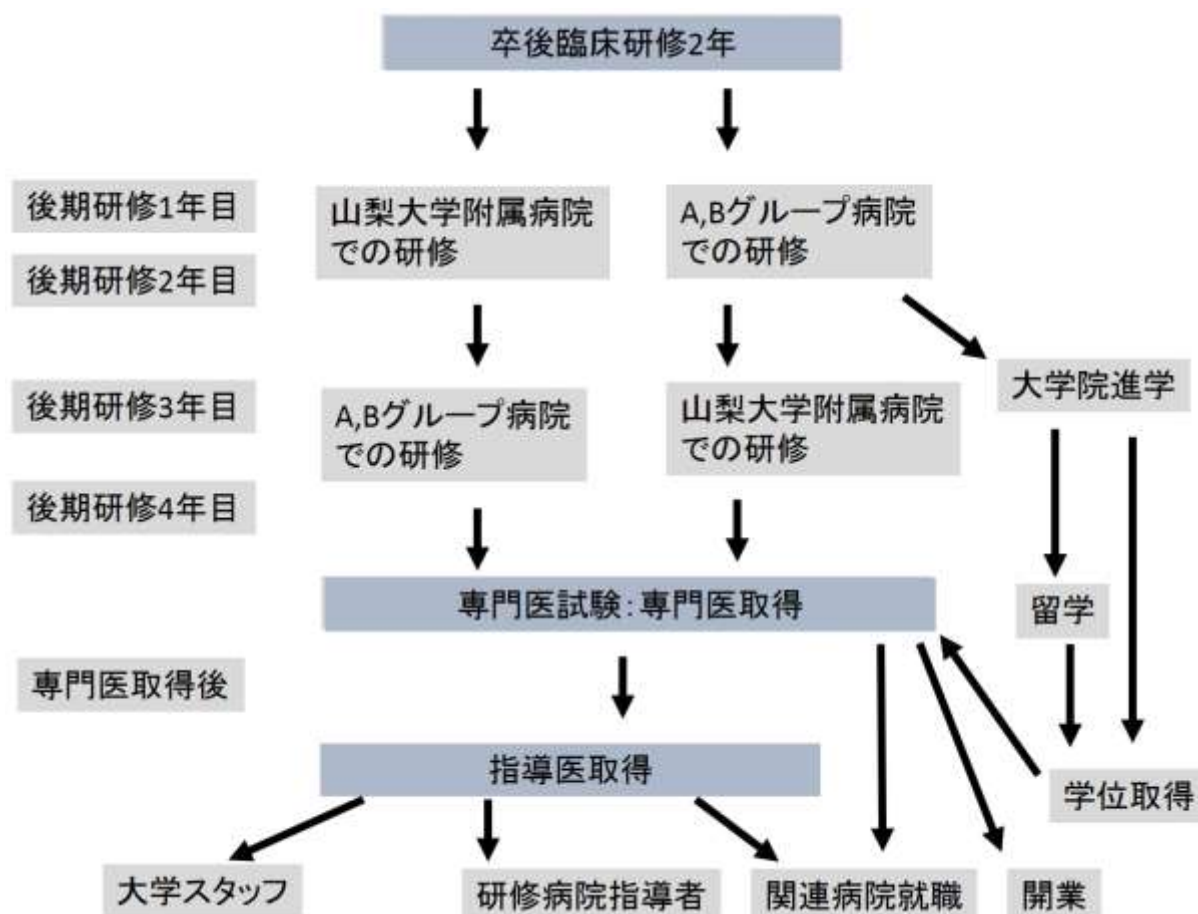 卒後臨床研修2年
後期研修1年目
山梨大学附属病院
での研修
A,Bグループ病院
での研修
後期研修2年目
大学院進学
後期研修3年目
A,Bグループ病院
での研修
山梨大学附属病院
での研修
後期研修4年目
専門医試験：専門医取得
留学
専門医取得後
指導医取得
学位取得
大学スタッフ
研修病院指導者
関連病院就職
開業